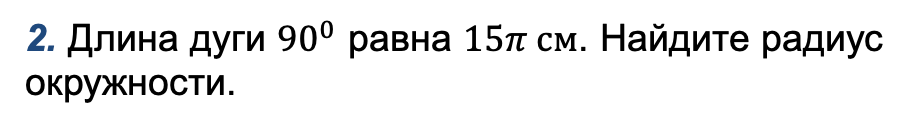 2. Длина дуги 90⁰ равна 15π см. Найдите радиус
окружности.